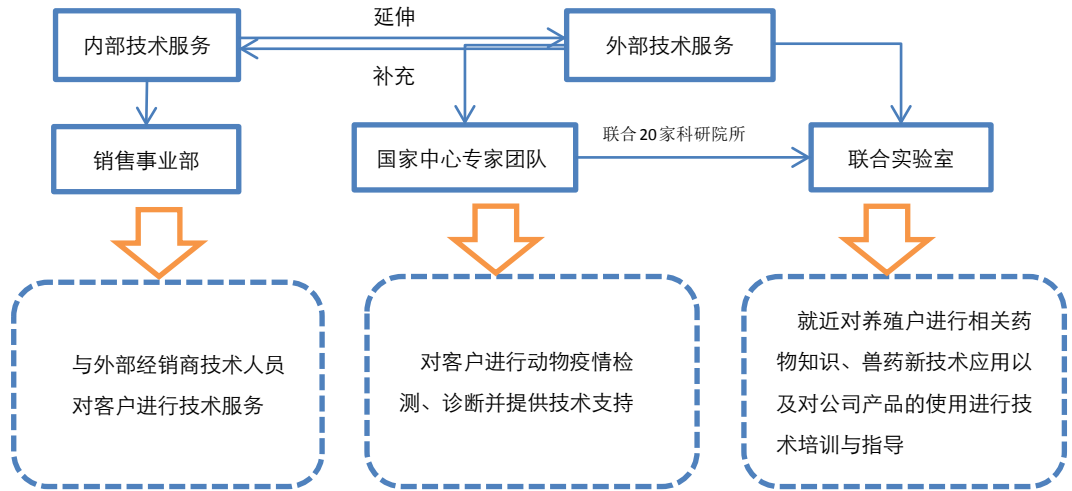 延伸
内部技术服务
外部技术服务
补充
销售事业部
国家中心专家团队
联合20家科研院所
联合实验室
与外部经销商技术人员
对客户进行技术服务
对客户进行动物疫情检
测、诊断并提供技术支持
就近对养殖户进行相关药
物知识、兽药新技术应用以
及对公司产品的使用进行技
术培训与指导